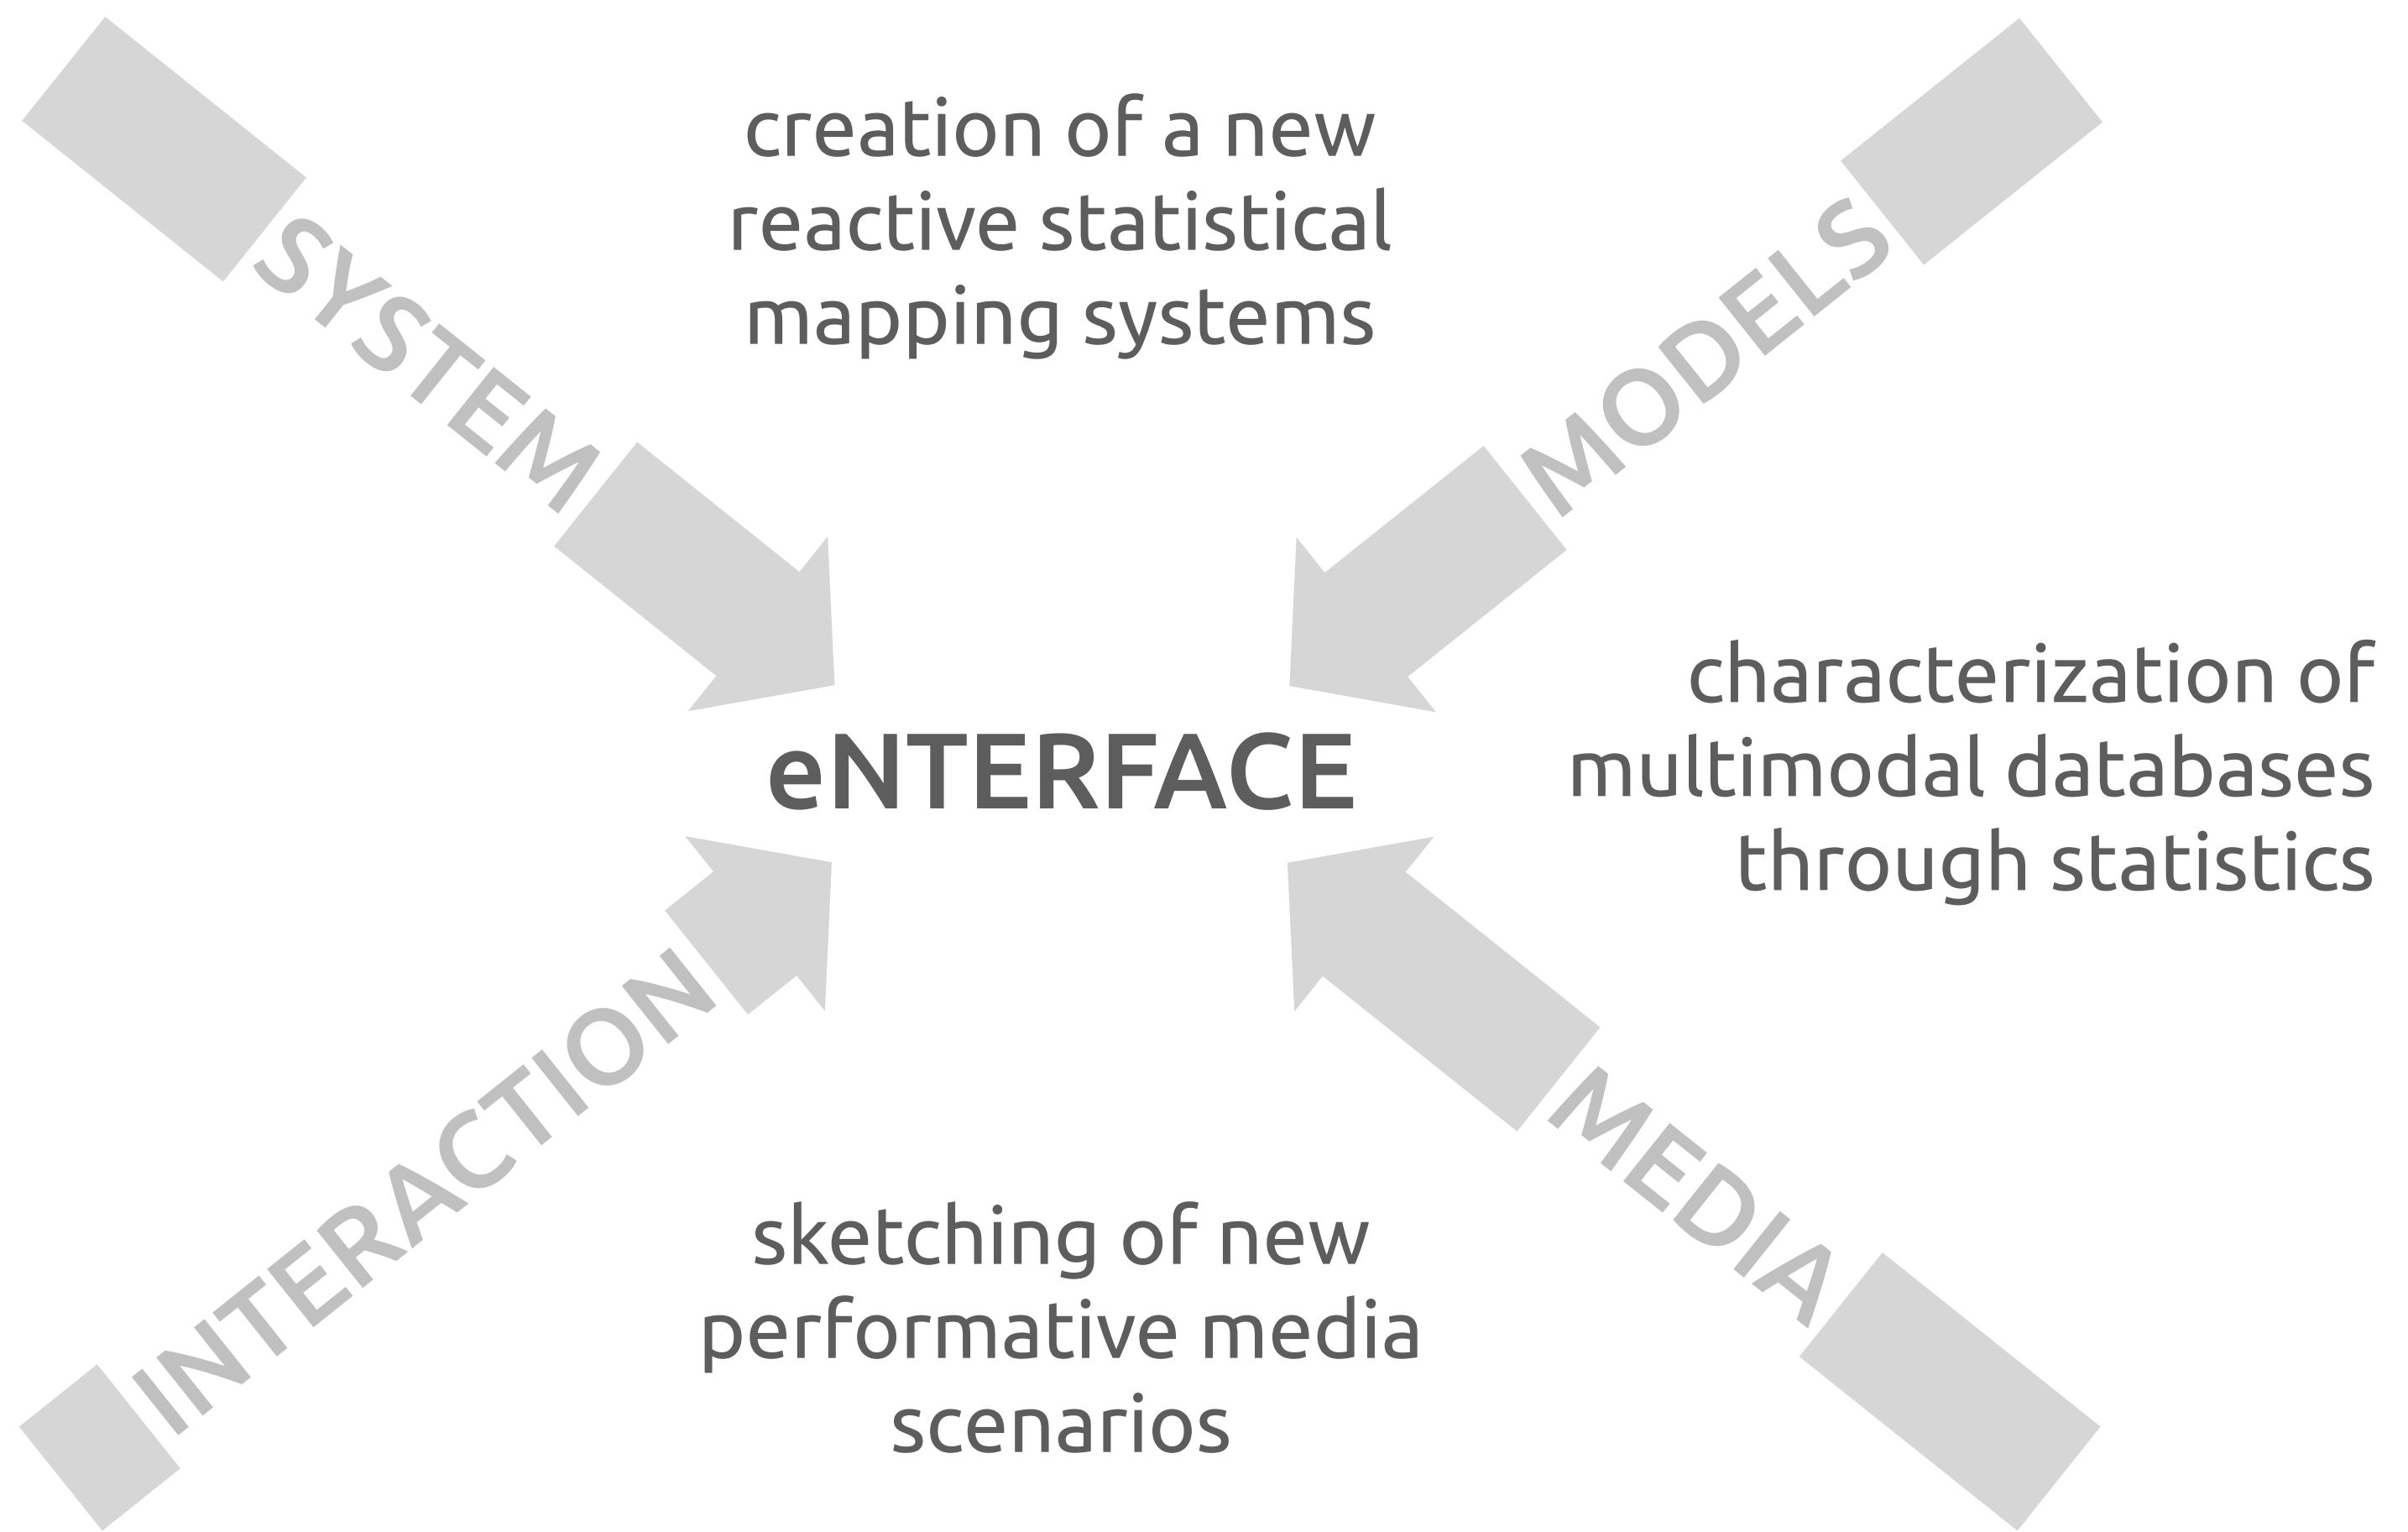 creation of a new
reactive statistical
mapping systems
SYSTEM
MODELS
characterization of
multimodal databases
through statistics
eNTERFACE
INTERACTION
MEDIA
sketching of new
performative media
scenarios